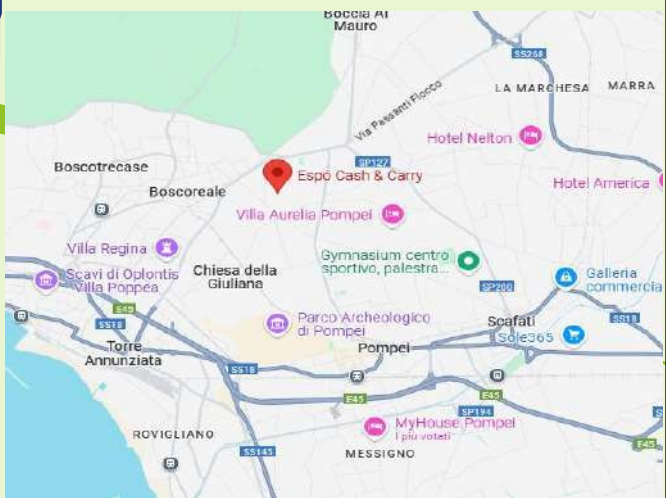 Boccia Al
Mauro
SS268
LA MARCHESA
MARRA
Via Passanti Flocco
Hotel Nelton
SP127
Boscotrecase
Espò Cash & Carry
Hotel America
Boscoreale
Villa Aurelia Pompei
Villa Regina
Gymnasium centro
sportivo, palestra...
Scavi di Oplontis
Villa Poppea
Chiesa della
Giuliana
Galleria
commercia
SP200
E45
SS18
Parco Archeologico
di Pompei
Scafati
SS18
Sole365
Torre
Annunziata
Pompei
SS18
E45
E45
SP194
MyHouse Pompei
I più votati
E45
ROVIGLIANO
SS145
MESSIGNO